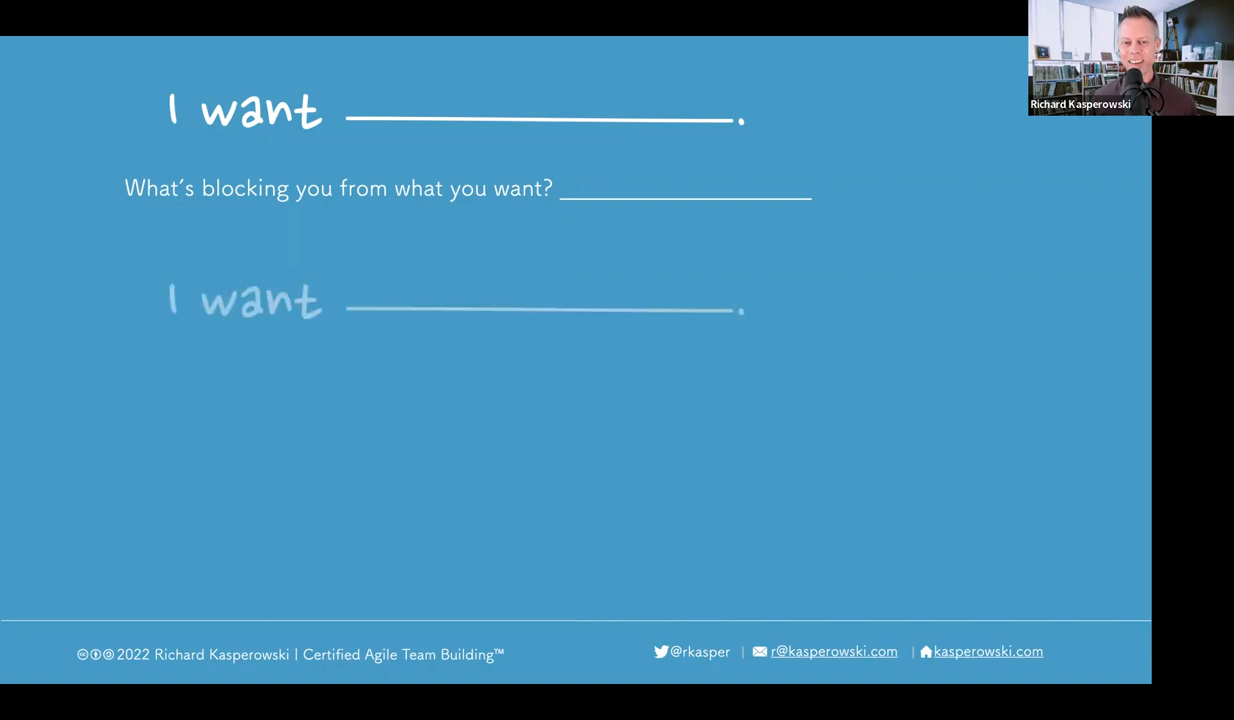 I want ____________.
Richard Kasperowski
What's blocking you from what you want? ____________
I want ____________.
2022 Richard Kasperowski | Certified Agile Team Building™
@rkasper | r@kasperowski.com | kasperowski.com